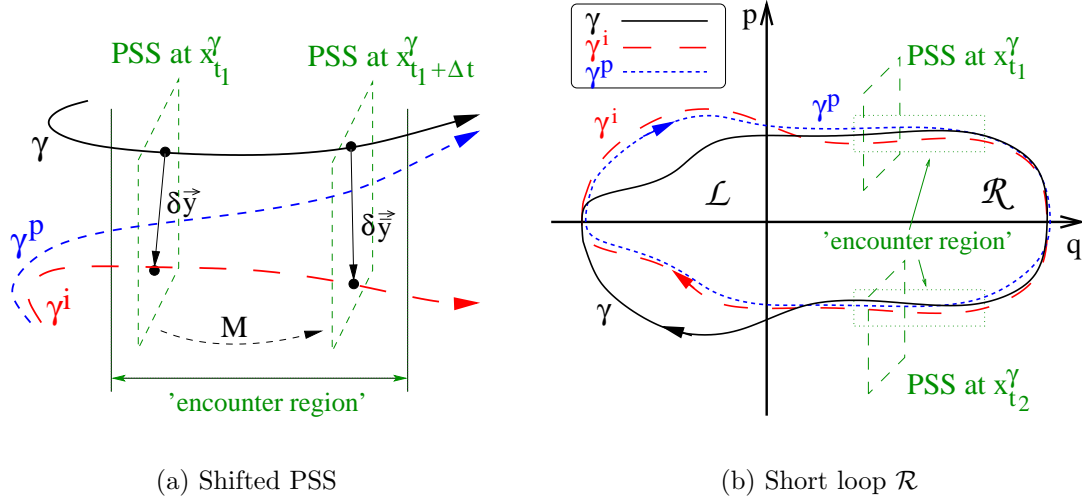 PSS at x^γ_{t_1}
PSS at x^γ_{t_1+Δt}
γ
δy⃗
δy⃗
γ^p
γ^i
M
'encounter region'
(a) Shifted PSS
γ
γ^i
γ^p
p
PSS at x^γ_{t_1}
γ^i
γ^p
L
R
'encounter region'
q
γ
PSS at x^γ_{t_2}
(b) Short loop R